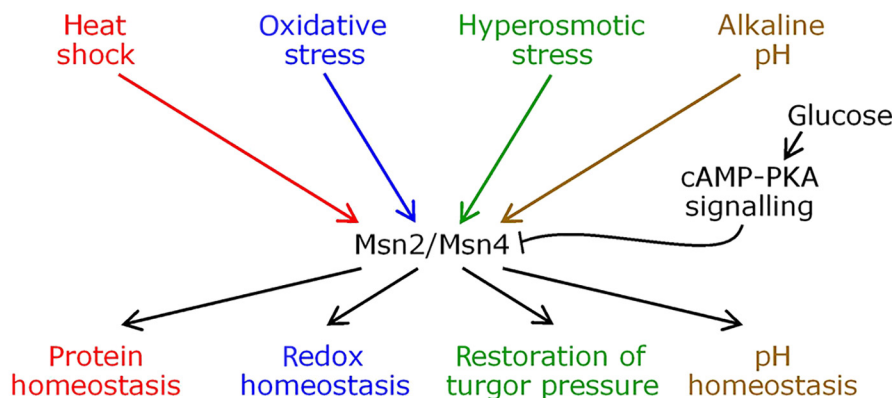 Heat
shock
Oxidative
stress
Hyperosmotic
stress
Alkaline
pH
Glucose
cAMP-PKA
signalling
Msn2/Msn4
Protein
homeostasis
Redox
homeostasis
Restoration of
turgor pressure
pH
homeostasis